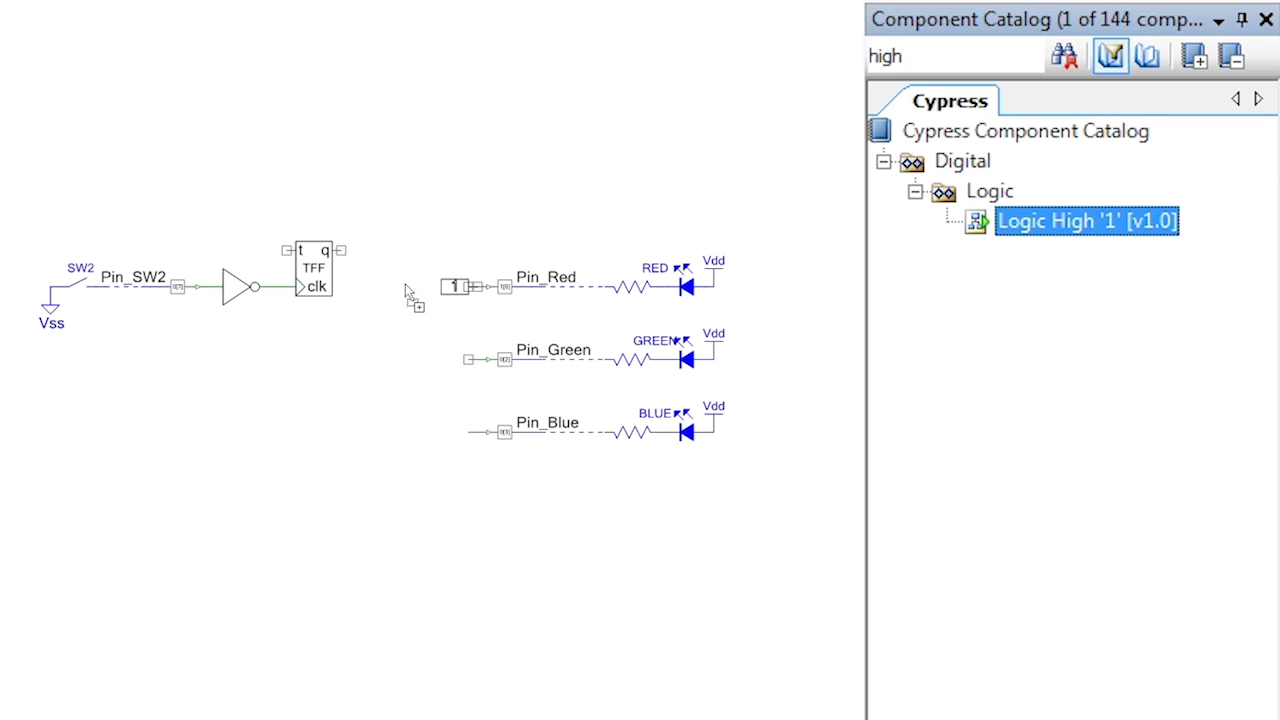 Component Catalog (1 of 144 comp...
high
Cypress
Cypress Component Catalog
Digital
Logic
Logic High '1' [v1.0]
SW2
Pin_SW2
Vss
t q
TFF
clk
1
Pin_Red
RED
Vdd
Pin_Green
GREEN
Vdd
Pin_Blue
BLUE
Vdd